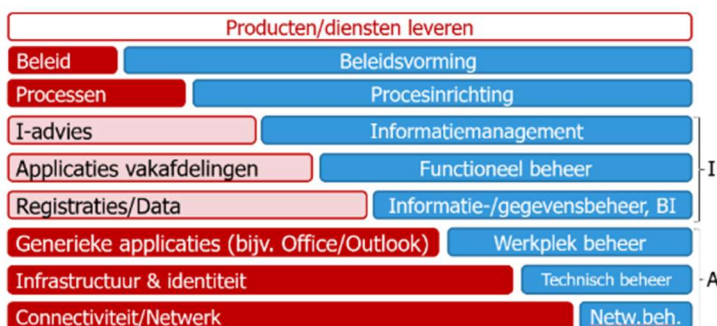 Producten/diensten leveren
Beleid Beleidsvorming
Processen Procesinrichting
I-advies Informatiemanagement
Applicaties vakafdelingen Functioneel beheer I
Registraties/Data Informatie-/gegevensbeheer, BI
Generieke applicaties (bijv. Office/Outlook) Werkplek beheer
Infrastructuur & identiteit Technisch beheer A
Connectiviteit/Netwerk Netw.beh.